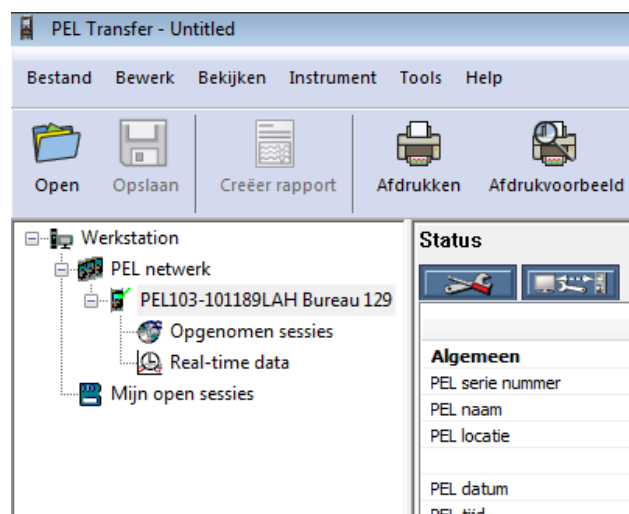 PEL Transfer - Untitled
Bestand Bewerk Bekijken Instrument Tools Help
Open Opslaan Creëer rapport Afdrukken Afdrukvoorbeeld
Werkstation
PEL netwerk
PEL103-101189LAH Bureau 129
Opgenomen sessies
Real-time data
Mijn open sessies
Status
Algemeen
PEL serie nummer
PEL naam
PEL locatie
PEL datum
PEL tijd